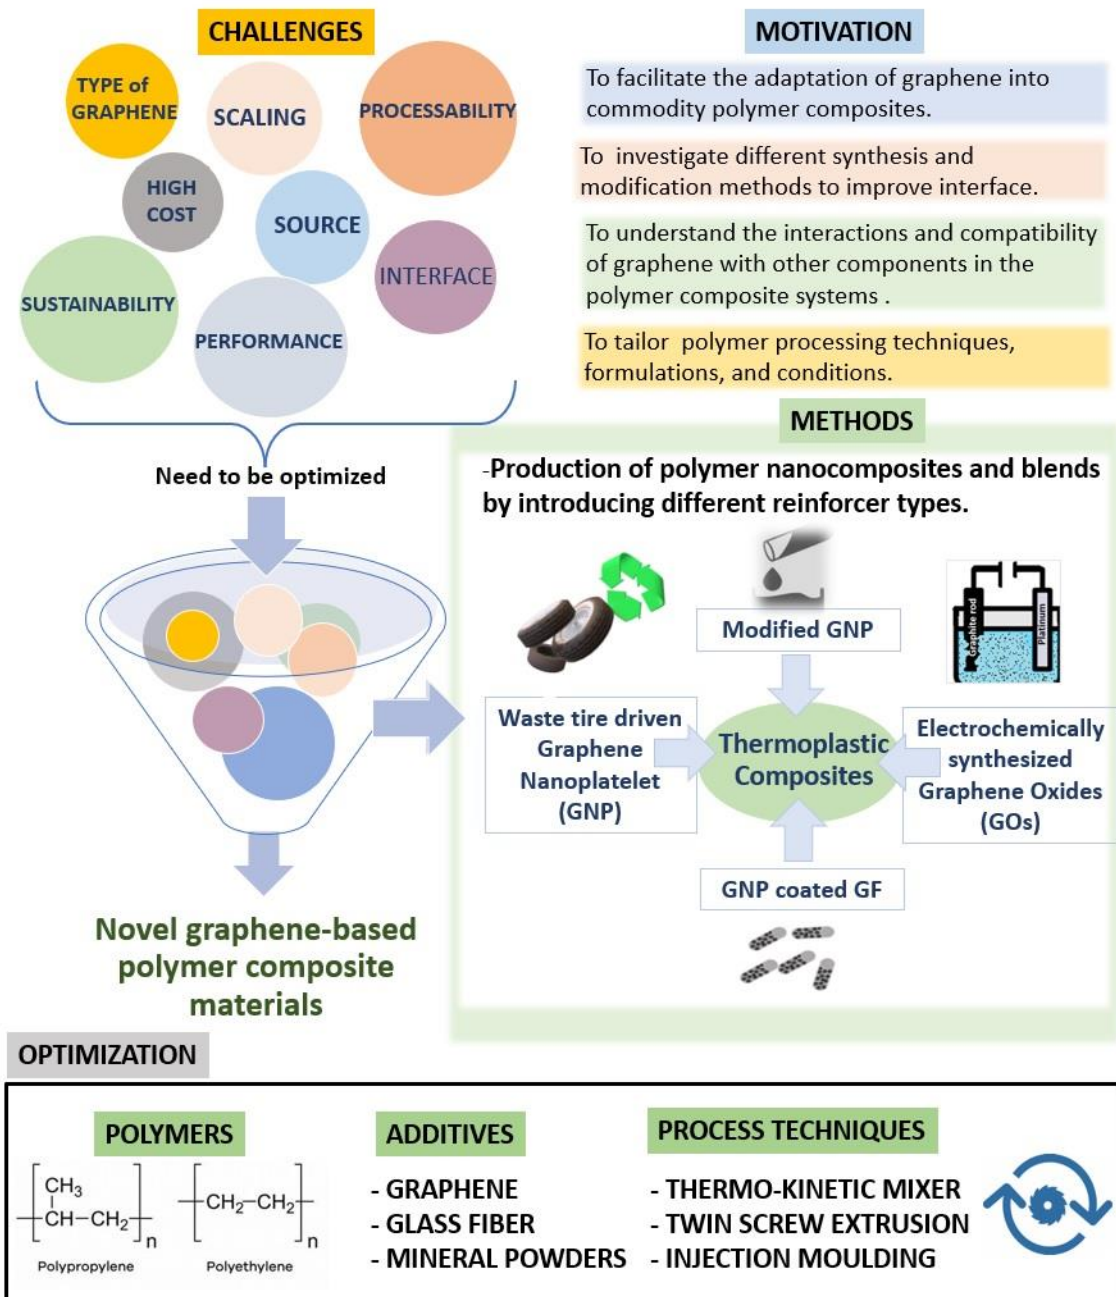 CHALLENGES
TYPE of
GRAPHENE
SCALING
PROCESSABILITY
HIGH
COST
SOURCE
INTERFACE
SUSTAINABILITY
PERFORMANCE
Need to be optimized
Novel graphene-based
polymer composite
materials
MOTIVATION
To facilitate the adaptation of graphene into
commodity polymer composites.
To investigate different synthesis and
modification methods to improve interface.
To understand the interactions and compatibility
of graphene with other components in the
polymer composite systems .
To tailor polymer processing techniques,
formulations, and conditions.
METHODS
-Production of polymer nanocomposites and blends
by introducing different reinforcer types.
Modified GNP
Graphite rod
Platinum
Waste tire driven
Graphene
Nanoplatelet
(GNP)
Thermoplastic
Composites
Electrochemically
synthesized
Graphene Oxides
(GOs)
GNP coated GF
OPTIMIZATION
POLYMERS
CH3
CH-CH2
n
Polypropylene
CH2-CH2
n
Polyethylene
ADDITIVES
- GRAPHENE
- GLASS FIBER
- MINERAL POWDERS
PROCESS TECHNIQUES
- THERMO-KINETIC MIXER
- TWIN SCREW EXTRUSION
- INJECTION MOULDING